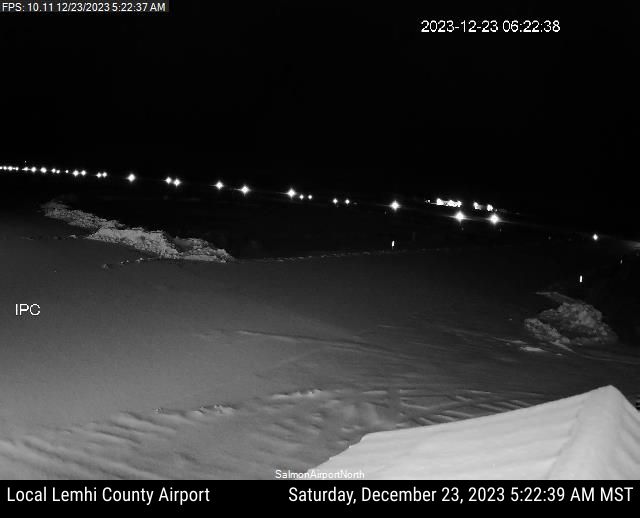 FPS: 10.11 12/23/2023 5:22:37 AM
2023-12-23 06:22:38
IPC
SalmonAirportNorth
Local Lemhi County Airport Saturday, December 23, 2023 5:22:39 AM MST